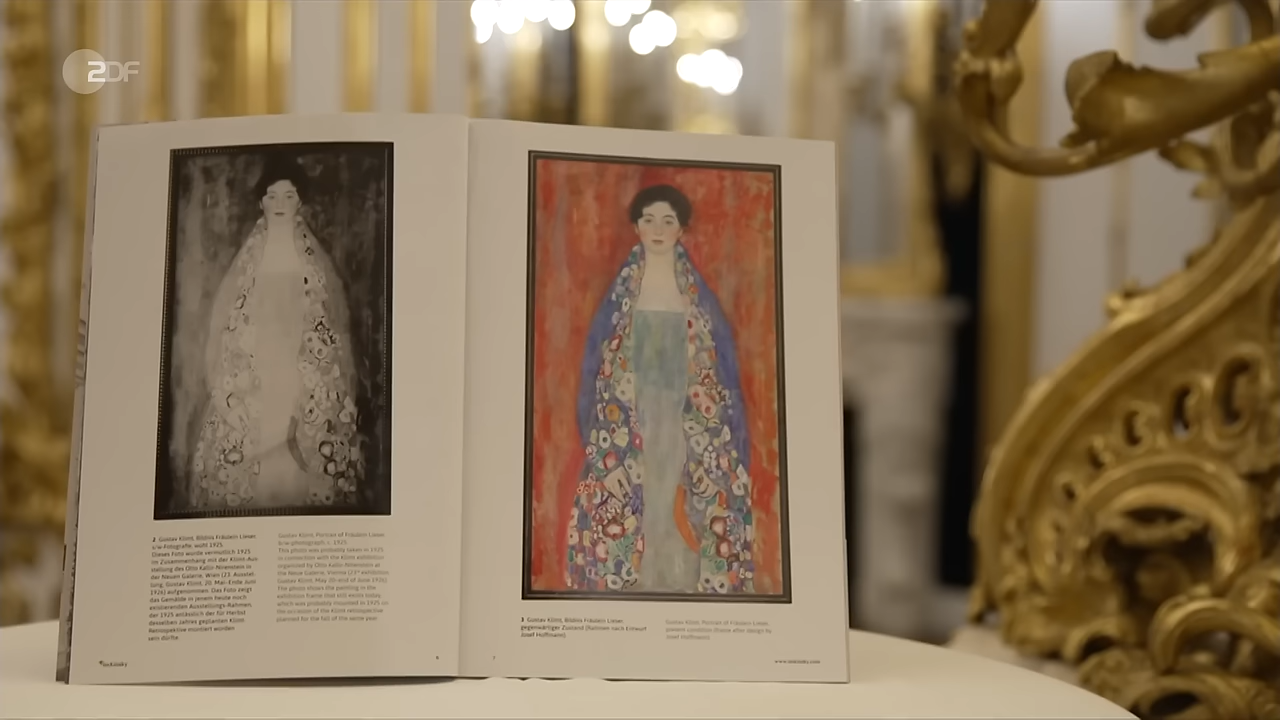 ZDF
2 Gustav Klimt, Bildnis Fräulein Lieser,
s/w-Fotografie, wohl 1925
Dieses Foto wurde vermutlich 1925
im Zusammenhang mit der Klimt-Aus-
stellung des Otto Kallir-Nirenstein in
der Neuen Galerie, Wien (23. Ausstel-
lung, Gustav Klimt, 20. Mai–Ende Juni
1926) aufgenommen. Das Foto zeigt
das Gemälde in jenem heute noch
existierenden Ausstellungs-Rahmen,
der 1925 anlässlich der für Herbst
desselben Jahres geplanten Klimt
Retrospektive montiert worden
sein dürfte.
Gustav Klimt, Portrait of Fräulein Lieser
b/w-photograph, c. 1925
This photo was probably taken in 1925
in connection with the Klimt exhibition
organized by Otto Kallir-Nirenstein at
the Neue Galerie, Vienna (23rd exhibition
Gustav Klimt, May 20–end of June 1926).
The photo shows the painting in the
exhibition frame that still exists today,
which was probably mounted in 1925 on
the occasion of the Klimt retrospective
planned for the fall of the same year.
6
7
3 Gustav Klimt, Bildnis Fräulein Lieser,
gegenwärtiger Zustand (Rahmen nach Entwurf
Josef Hoffmann)
Gustav Klimt, Portrait of Fräulein Lieser,
present condition (frame after design by
Josef Hoffmann)